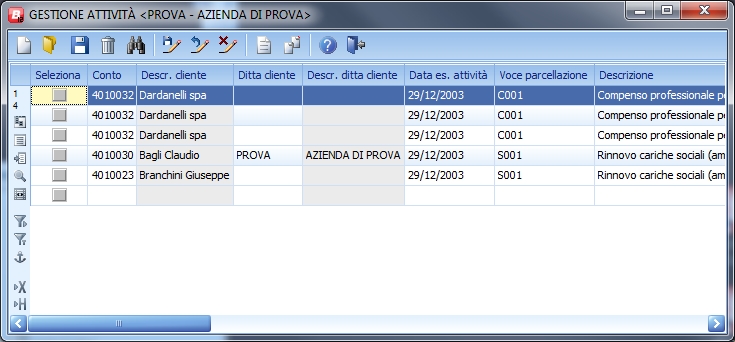 GESTIONE ATTIVITÀ <PROVA - AZIENDA DI PROVA>
Seleziona Conto Descr. cliente Ditta cliente Descr. ditta cliente Data es. attività Voce parcellazione Descrizione
1 4010032 Dardanelli spa 29/12/2003 C001 Compenso professionale pe
4 4010032 Dardanelli spa 29/12/2003 C001 Compenso professionale pe
4010032 Dardanelli spa 29/12/2003 C001 Compenso professionale pe
4010030 Bagli Claudio PROVA AZIENDA DI PROVA 29/12/2003 S001 Rinnovo cariche sociali (am
4010023 Branchini Giuseppe 29/12/2003 S001 Rinnovo cariche sociali (am